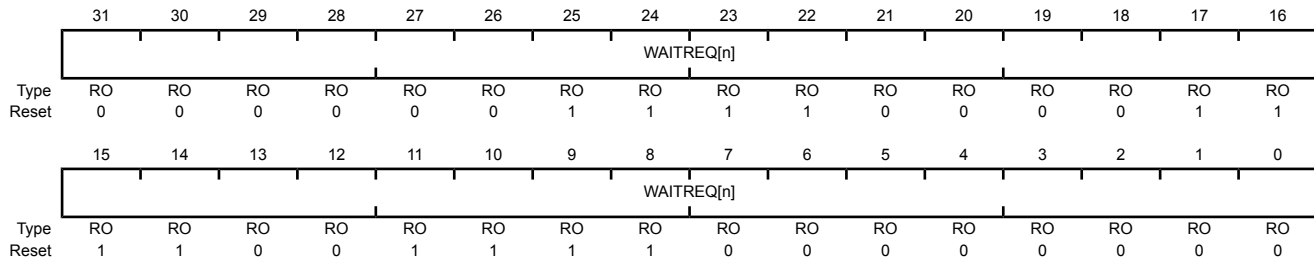 31 30 29 28 27 26 25 24 23 22 21 20 19 18 17 16
WAITREQ[n]
Type RO RO RO RO RO RO RO RO RO RO RO RO RO RO RO RO
Reset 0 0 0 0 0 0 1 1 1 1 0 0 0 0 1 1
15 14 13 12 11 10 9 8 7 6 5 4 3 2 1 0
WAITREQ[n]
Type RO RO RO RO RO RO RO RO RO RO RO RO RO RO RO RO
Reset 1 1 0 0 1 1 1 1 0 0 0 0 0 0 0 0